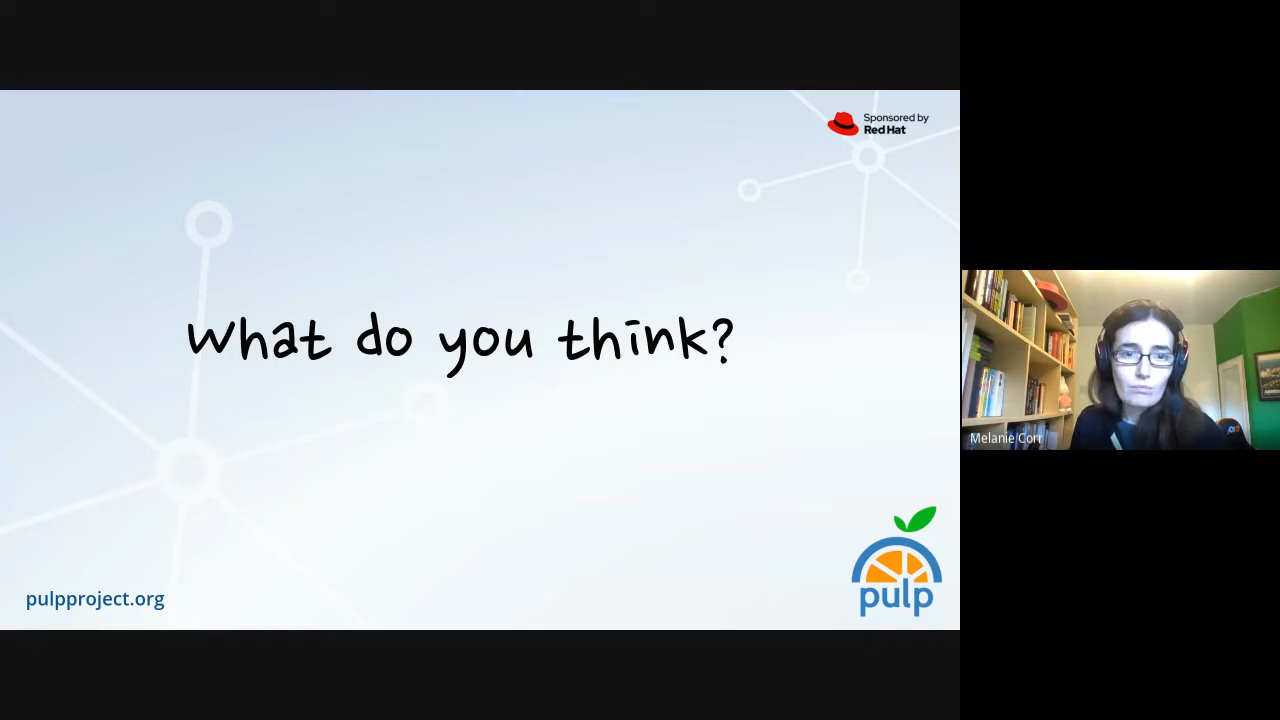 Sponsored by
Red Hat
What do you think?
Melanie Corr
pulpproject.org
pulp